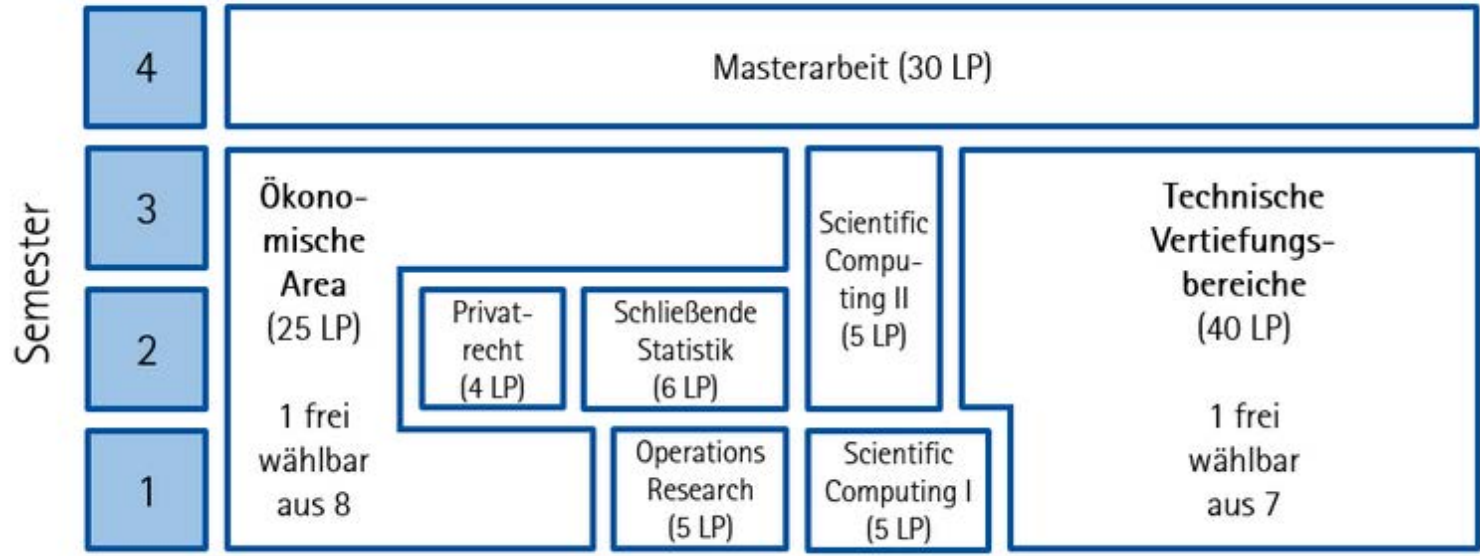 Semester
4
Masterarbeit (30 LP)
3
Ökono-
mische
Area
(25 LP)
1 frei
wählbar
aus 8
Scientific
Compu-
ting II
(5 LP)
Technische
Vertiefungs-
bereiche
(40 LP)
1 frei
wählbar
aus 7
2
Privat-
recht
(4 LP)
Schließende
Statistik
(6 LP)
1
Operations
Research
(5 LP)
Scientific
Computing I
(5 LP)